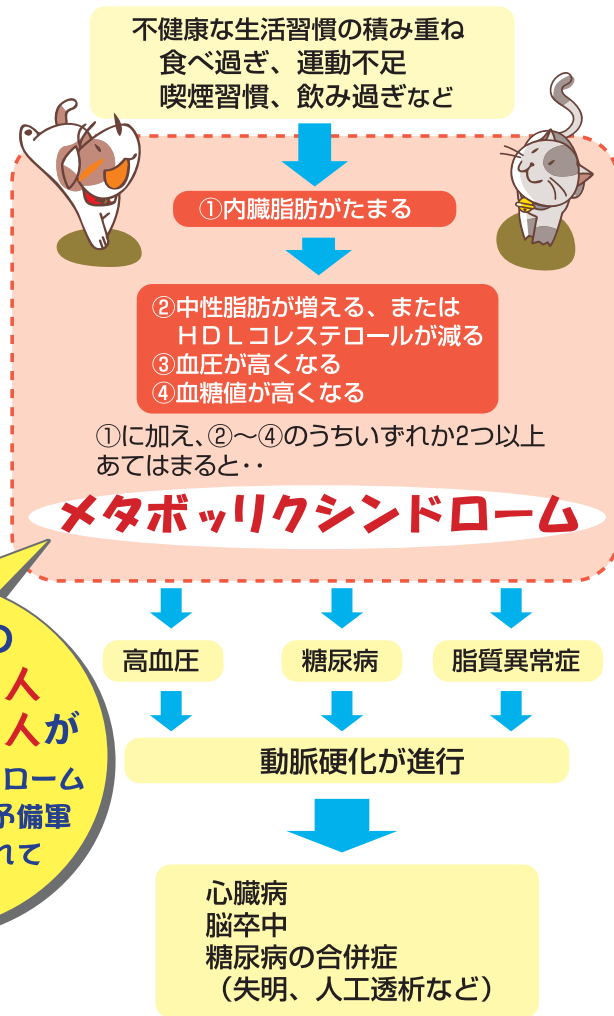 不健康な生活習慣の積み重ね
食べ過ぎ、運動不足
喫煙習慣、飲み過ぎなど
①内臓脂肪がたまる
②中性脂肪が増える、または
ＨＤＬコレステロールが減る
③血圧が高くなる
④血糖値が高くなる
①に加え、②～④のうちいずれか2つ以上
あてはまると‥
メタボッリクシンドローム
の
人
人が
ローム
予備軍
れて
高血圧
糖尿病
脂質異常症
動脈硬化が進行
心臓病
脳卒中
糖尿病の合併症
（失明、人工透析など）